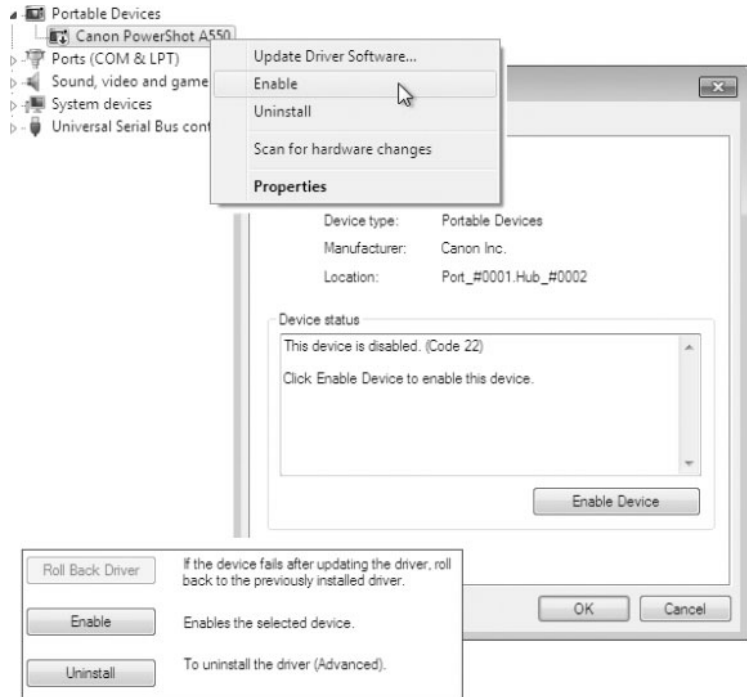 Portable Devices
Canon PowerShot A550
Ports (COM & LPT)
Sound, video and game
System devices
Universal Serial Bus cont
Update Driver Software...
Enable
Uninstall
Scan for hardware changes
Properties
Device type: Portable Devices
Manufacturer: Canon Inc.
Location: Port_#0001.Hub_#0002
Device status
This device is disabled. (Code 22)
Click Enable Device to enable this device.
Enable Device
OK Cancel
Roll Back Driver
If the device fails after updating the driver, roll
back to the previously installed driver.
Enable
Enables the selected device.
Uninstall
To uninstall the driver (Advanced).